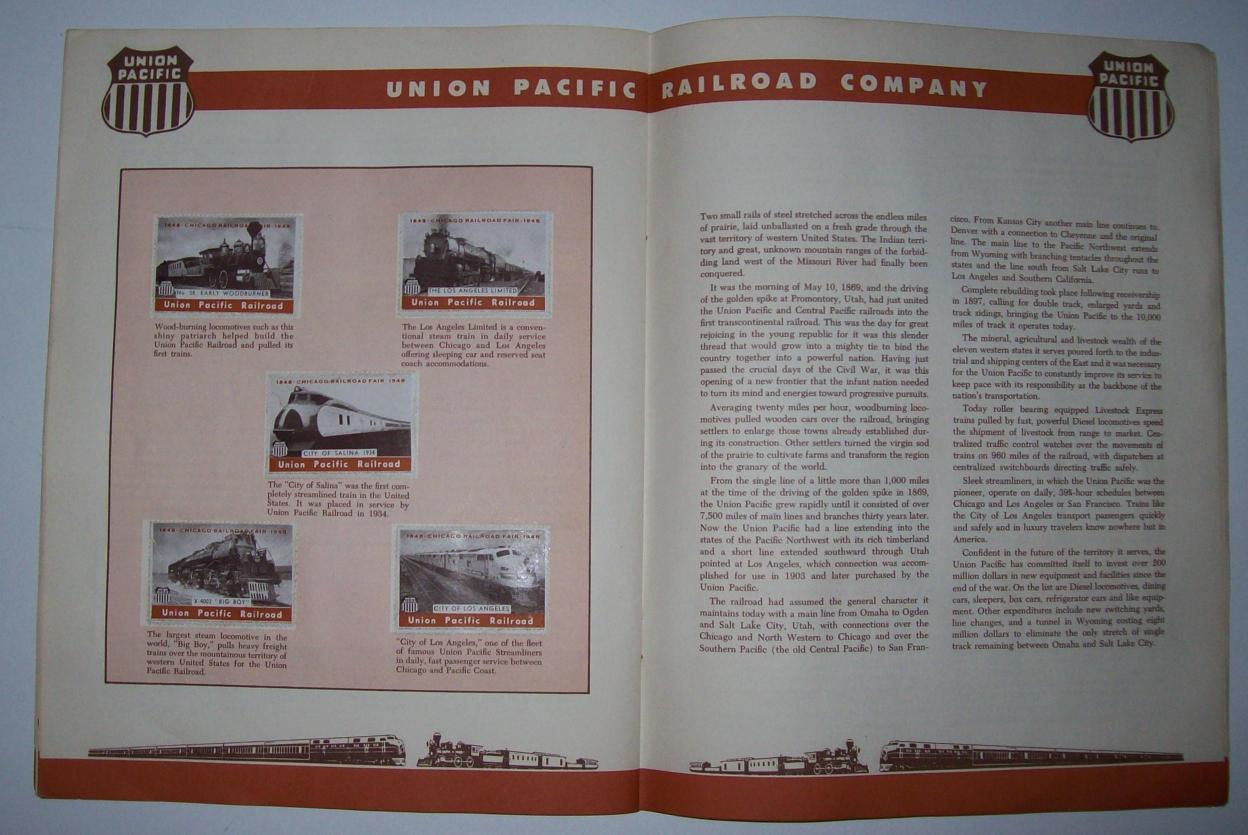 UNION
PACIFIC
UNION PACIFIC RAILROAD COMPANY
UNION
PACIFIC
1848-CHICAGO RAILROAD FAIR-1948
No. 58, EARLY WOODBURNER
Union Pacific Railroad
Wood-burning locomotives such as this
shiny patriarch helped build the
Union Pacific Railroad and pulled its
first trains.
1848-CHICAGO RAILROAD FAIR-1948
THE LOS ANGELES LIMITED
Union Pacific Railroad
The Los Angeles Limited is a conven-
tional steam train in daily service
between Chicago and Los Angeles
offering sleeping car and reserved seat
coach accommodations.
1848-CHICAGO RAILROAD FAIR 1948
CITY OF SALINA 1934
Union Pacific Railroad
The "City of Salina" was the first com-
pletely streamlined train in the United
States. It was placed in service by
Union Pacific Railroad in 1934.
1848-CHICAGO RAILROAD FAIR 1948
X-4002 "BIG BOY"
Union Pacific Railroad
The largest steam locomotive in the
world, "Big Boy," pulls heavy freight
trains over the mountainous territory of
western United States for the Union
Pacific Railroad.
1848-CHICAGO RAILROAD FAIR-1948
CITY OF LOS ANGELES
Union Pacific Railroad
"City of Los Angeles," one of the fleet
of famous Union Pacific Streamliners
in daily, fast passenger service between
Chicago and Pacific Coast.
Two small rails of steel stretched across the endless miles
of prairie, laid unballasted on a fresh grade through the
vast territory of western United States. The Indian terri-
tory and great, unknown mountain ranges of the forbid-
ding land west of the Missouri River had finally been
conquered.
It was the morning of May 10, 1869, and the driving
of the golden spike at Promontory, Utah, had just united
the Union Pacific and Central Pacific railroads into the
first transcontinental railroad. This was the day for great
rejoicing in the young republic for it was this slender
thread that would grow into a mighty tie to bind the
country together into a powerful nation. Having just
passed the crucial days of the Civil War, it was this
opening of a new frontier that the infant nation needed
to turn its mind and energies toward progressive pursuits.
Averaging twenty miles per hour, woodburning loco-
motives pulled wooden cars over the railroad, bringing
settlers to enlarge those towns already established dur-
ing its construction. Other settlers turned the virgin sod
of the prairie to cultivate farms and transform the region
into the granary of the world.
From the single line of a little more than 1,000 miles
at the time of the driving of the golden spike in 1869,
the Union Pacific grew rapidly until it consisted of over
7,500 miles of main lines and branches thirty years later.
Now the Union Pacific had a line extending into the
states of the Pacific Northwest with its rich timberland
and a short line extended southward through Utah
pointed at Los Angeles, which connection was accom-
plished for use in 1903 and later purchased by the
Union Pacific.
The railroad had assumed the general character it
maintains today with a main line from Omaha to Ogden
and Salt Lake City, Utah, with connections over the
Chicago and North Western to Chicago and over the
Southern Pacific (the old Central Pacific) to San Fran-
cisco. From Kansas City another main line continues to
Denver with a connection to Cheyenne and the original
line. The main line to the Pacific Northwest extends
from Wyoming with branching tentacles throughout the
states and the line south from Salt Lake City runs to
Los Angeles and Southern California.
Complete rebuilding took place following receivership
in 1897, calling for double track, enlarged yards and
track sidings, bringing the Union Pacific to the 10,000
miles of track it operates today.
The mineral, agricultural and livestock wealth of the
eleven western states it serves poured forth to the indus-
trial and shipping centers of the East and it was necessary
for the Union Pacific to constantly improve its service to
keep pace with its responsibility as the backbone of the
nation's transportation.
Today roller bearing equipped Livestock Express
trains pulled by fast, powerful Diesel locomotives speed
the shipment of livestock from range to market. Cen-
tralized traffic control watches over the movements of
trains on 960 miles of the railroad, with dispatchers at
centralized switchboards directing traffic safely.
Sleek streamliners, in which the Union Pacific was the
pioneer, operate on daily, 39¾-hour schedules between
Chicago and Los Angeles or San Francisco. Trains like
the City of Los Angeles transport passengers quickly
and safely and in luxury travelers know nowhere but in
America.
Confident in the future of the territory it serves, the
Union Pacific has committed itself to invest over 200
million dollars in new equipment and facilities since the
end of the war. On the list are Diesel locomotives, dining
cars, sleepers, box cars, refrigerator cars and like equip-
ment. Other expenditures include new switching yards,
line changes, and a tunnel in Wyoming costing eight
million dollars to eliminate the only stretch of single
track remaining between Omaha and Salt Lake City.